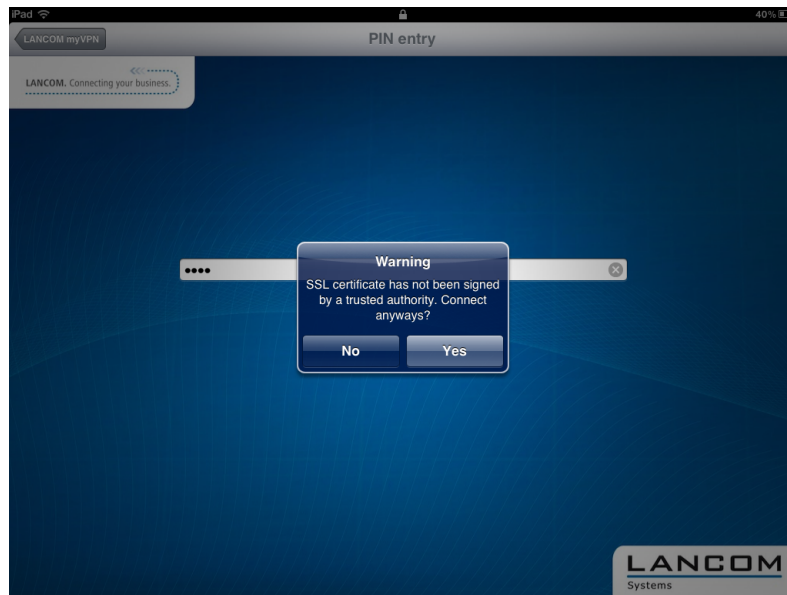 iPad 40%
LANCOM myVPN PIN entry
LANCOM. Connecting your business.
Warning
SSL certificate has not been signed
by a trusted authority. Connect
anyways?
No Yes
LANCOM
Systems